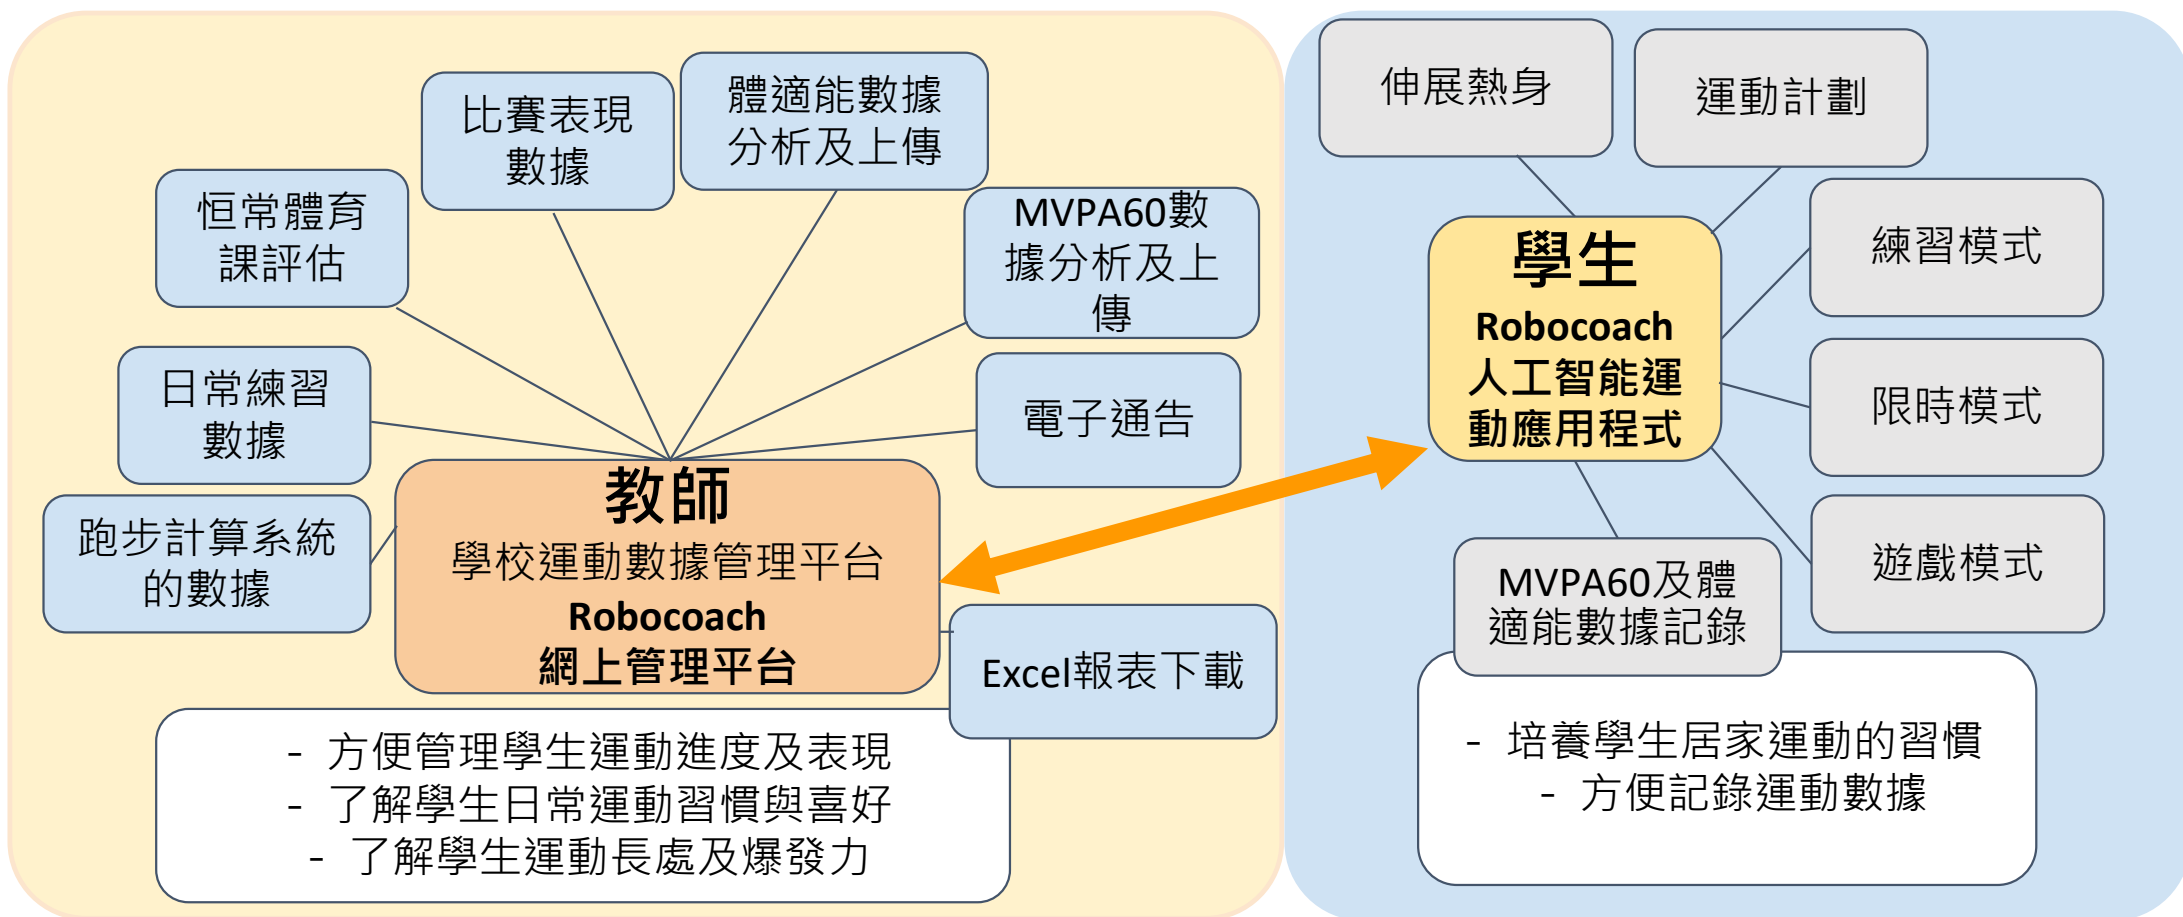 體適能數據
分析及上傳
比賽表現
數據
恒常體育
課評估
MVPA60數
據分析及上
傳
日常練習
數據
電子通告
跑步計算系統
的數據
教師
學校運動數據管理平台
Robocoach
網上管理平台
Excel報表下載
- 方便管理學生運動進度及表現
- 了解學生日常運動習慣與喜好
- 了解學生運動長處及爆發力
伸展熱身
運動計劃
學生
Robocoach
人工智能運
動應用程式
練習模式
限時模式
遊戲模式
MVPA60及體
適能數據記錄
- 培養學生居家運動的習慣
- 方便記錄運動數據